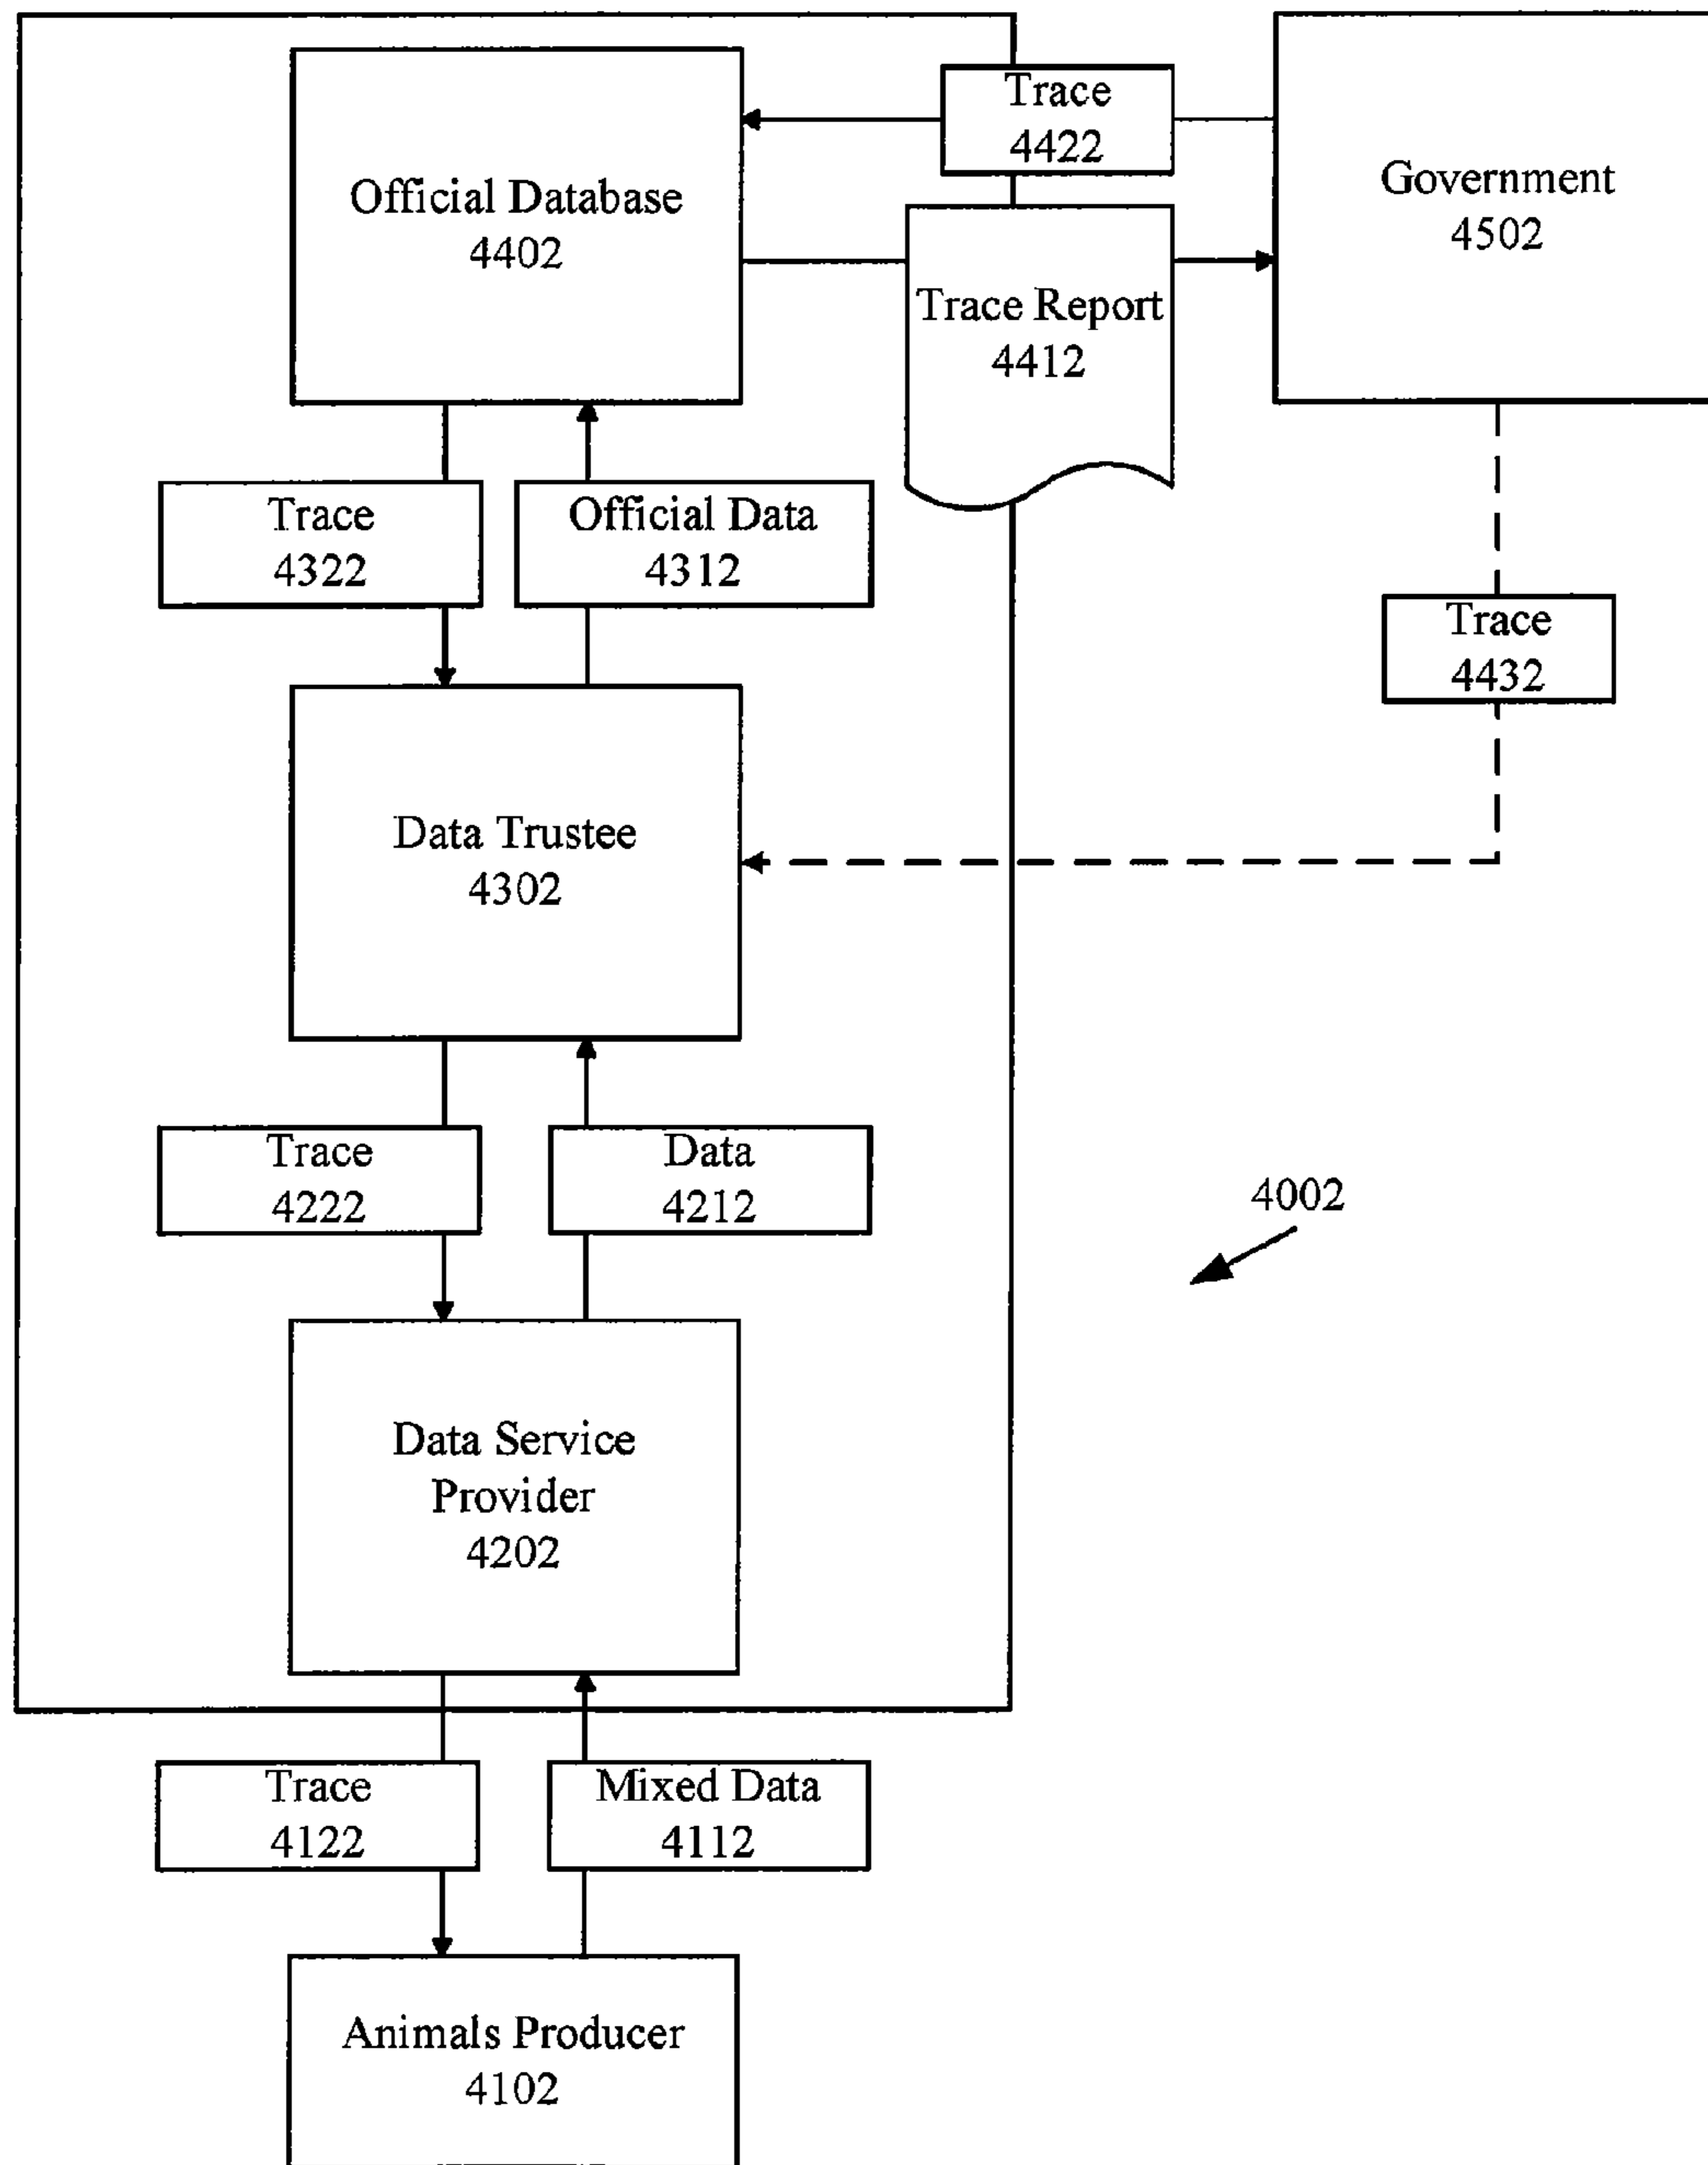 Trace
4422
Official Database
4402
Government
4502
Trace Report
4412
Trace
4322
Official Data
4312
Trace
4432
Data Trustee
4302
Trace
4222
Data
4212
4002
Data Service
Provider
4202
Trace
4122
Mixed Data
4112
Animals Producer
4102